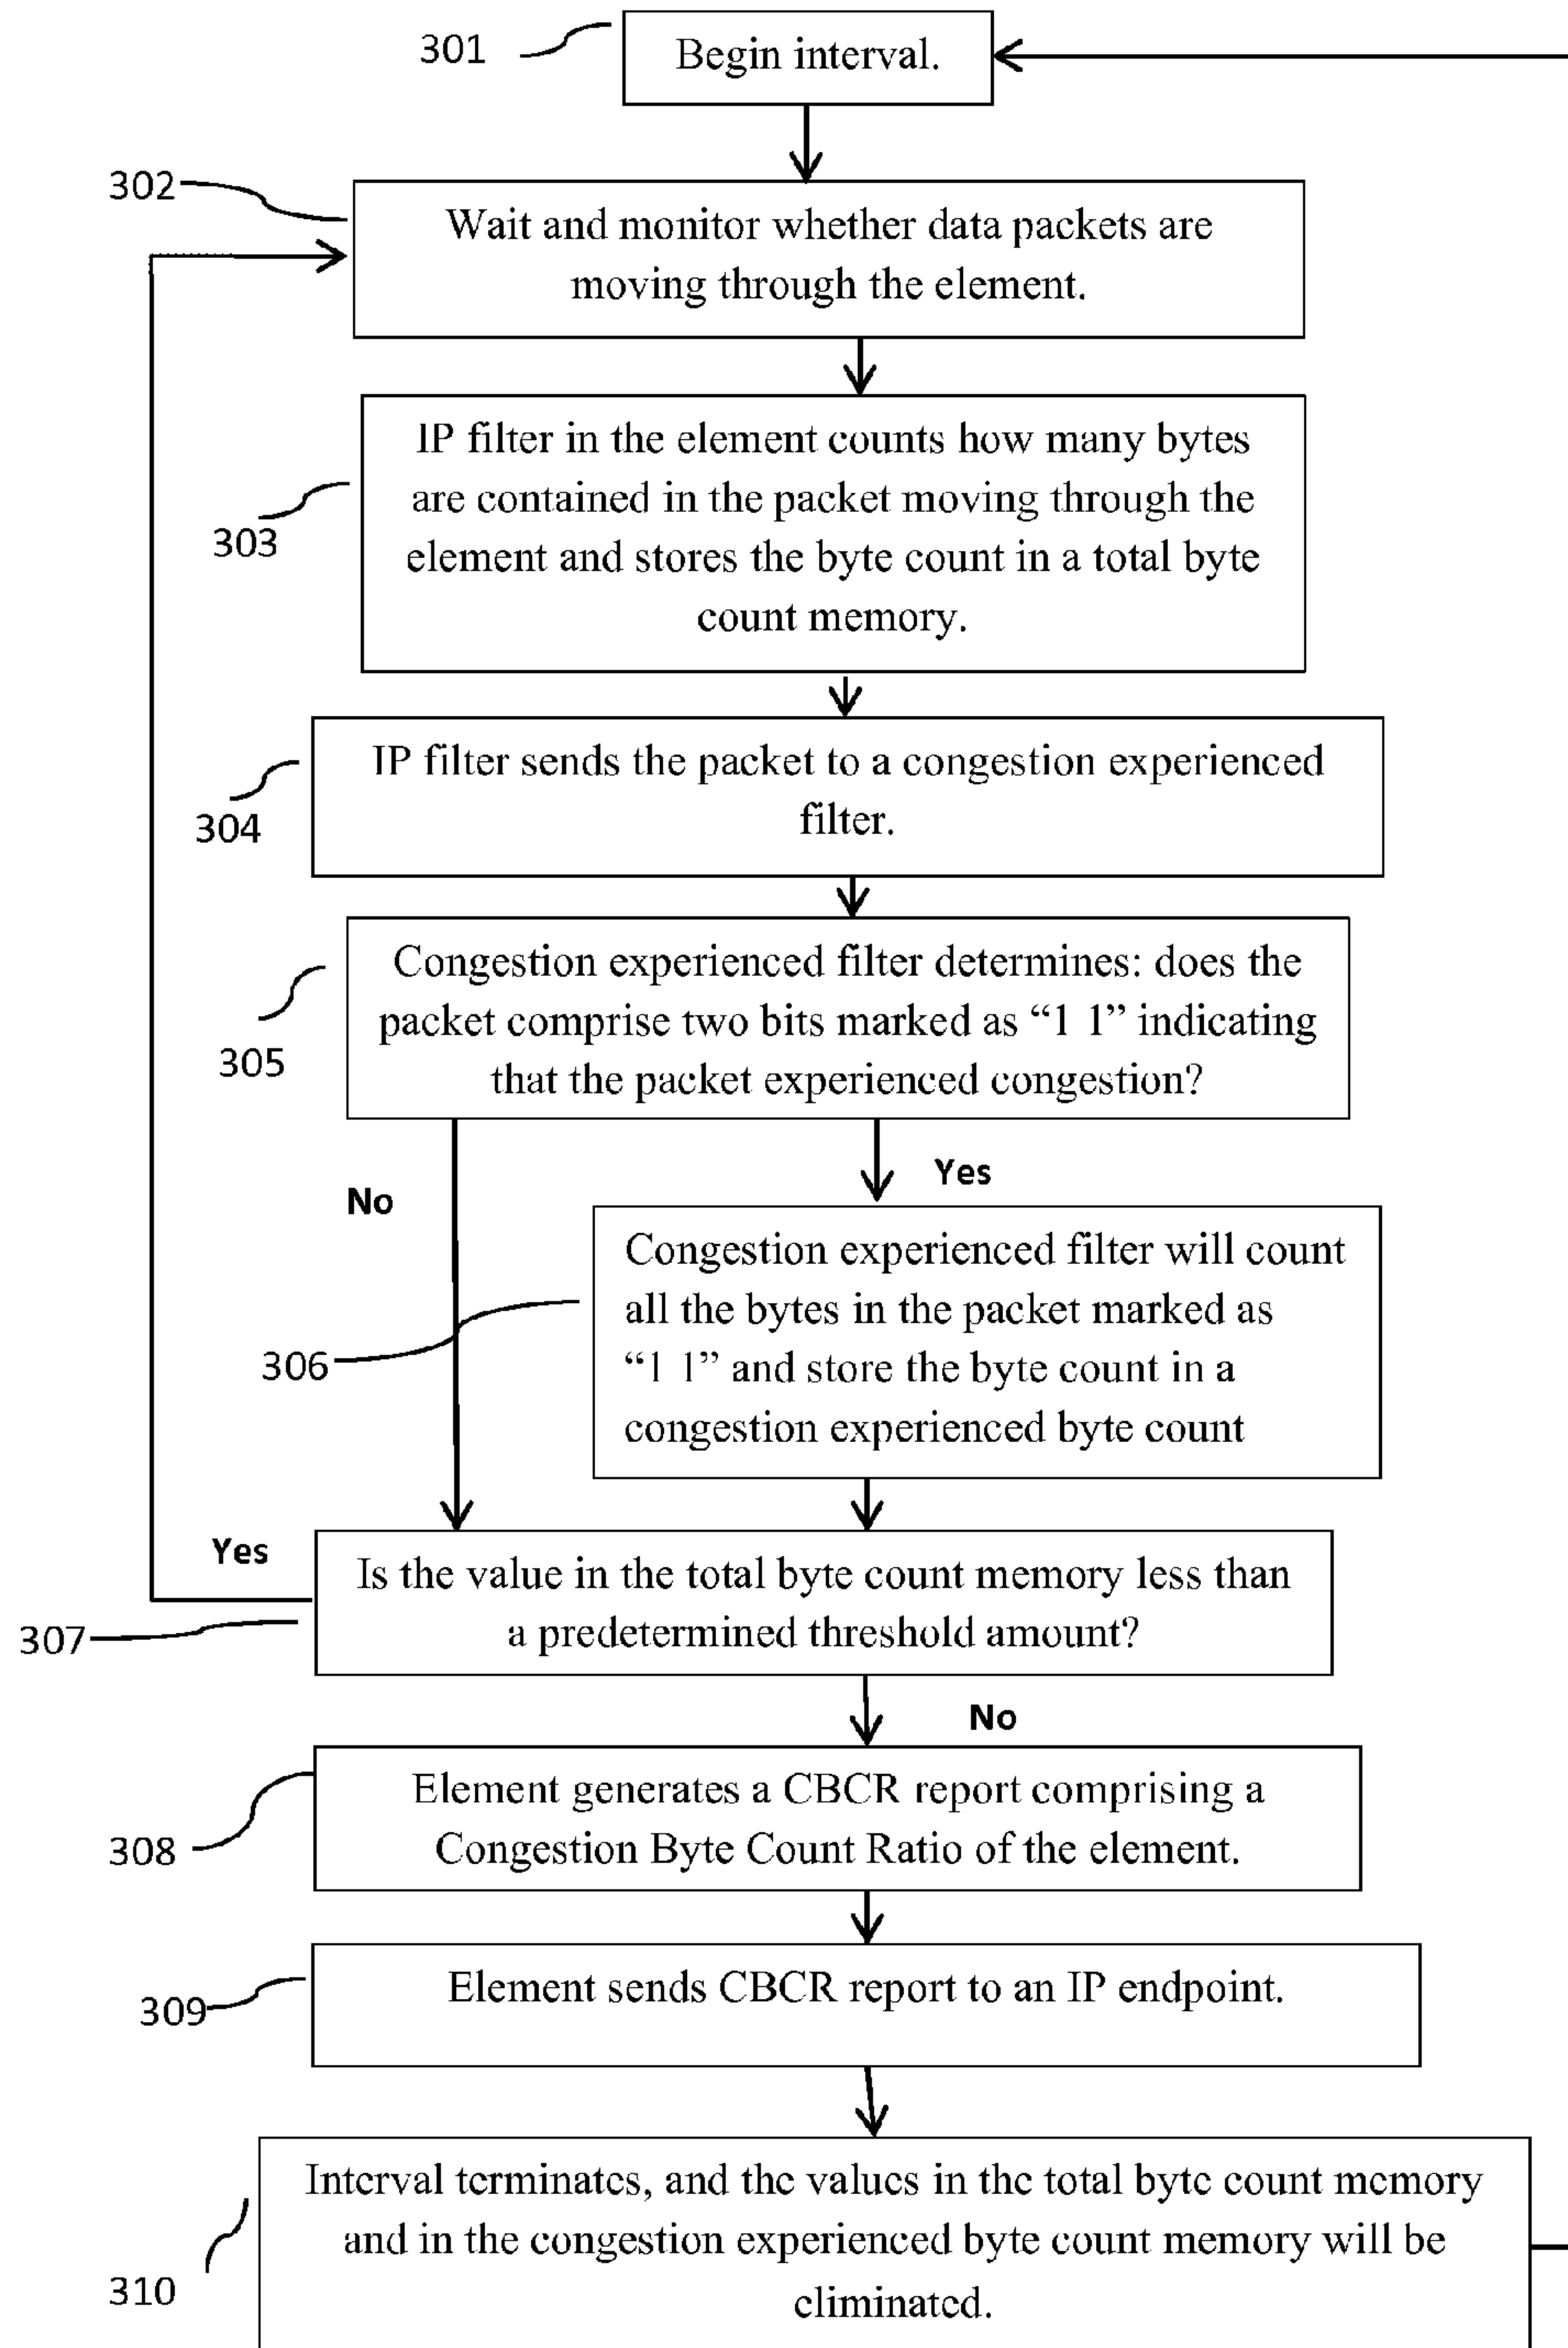 301
Begin interval.
302
Wait and monitor whether data packets are
moving through the element.
IP filter in the element counts how many bytes
are contained in the packet moving through the
303
element and stores the byte count in a total byte
count memory.
IP filter sends the packet to a congestion experienced
filter.
304
Congestion experienced filter determines: does the
packet comprise two bits marked as “1 1” indicating
305
that the packet experienced congestion?
Yes
No
Congestion experienced filter will count
all the bytes in the packet marked as
306
“1 1” and store the byte count in a
congestion experienced byte count
Yes
Is the value in the total byte count memory less than
a predetermined threshold amount?
307
No
Element generates a CBCR report comprising a
Congestion Byte Count Ratio of the element.
308
Element sends CBCR report to an IP endpoint.
309
Interval terminates, and the values in the total byte count memory
and in the congestion experienced byte count memory will be
eliminated.
310